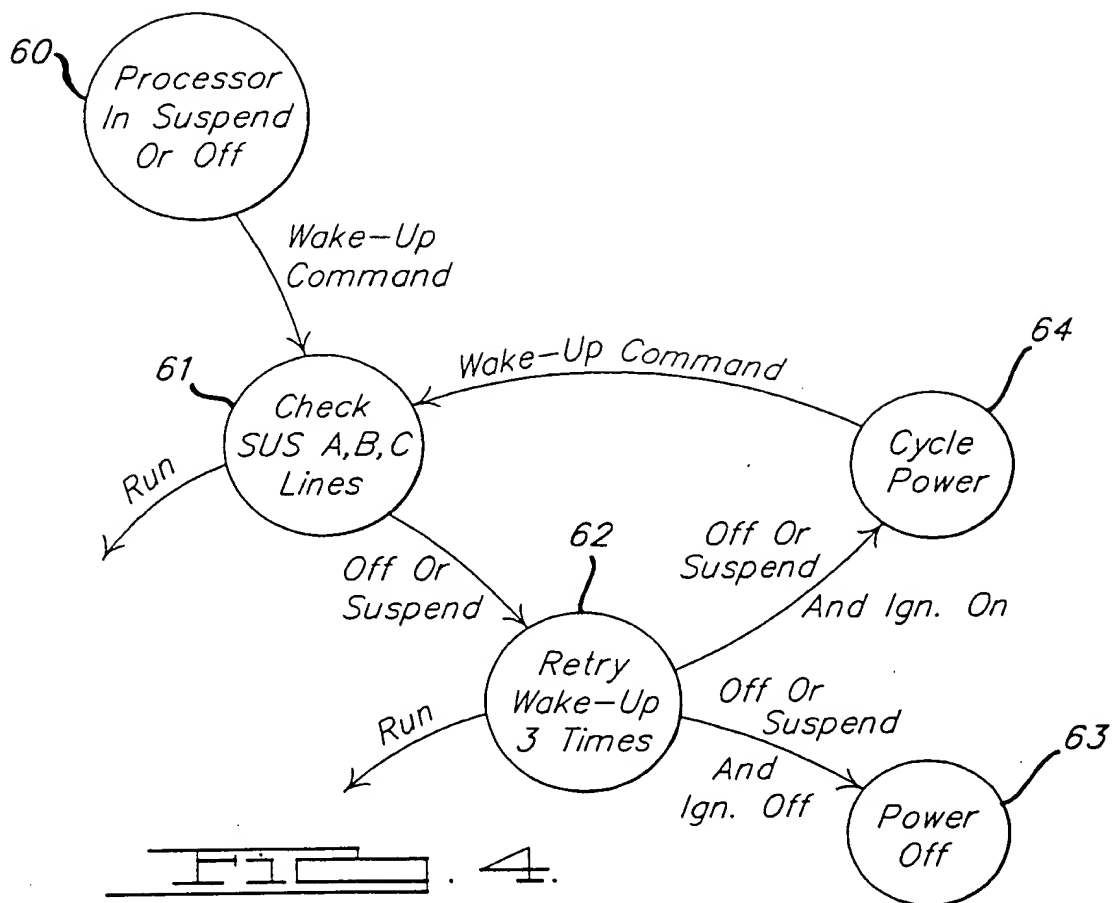 60
Processor
In Suspend
Or Off
Wake-Up
Command
61
Check
SUS A,B,C
Lines
Run
Wake-Up Command
64
Cycle
Power
Off Or
Suspend
62
Retry
Wake-Up
3 Times
Run
Off Or
Suspend
And Ign. On
Off Or
Suspend
And
Ign. Off
63
Power
Off
Fig. 4.